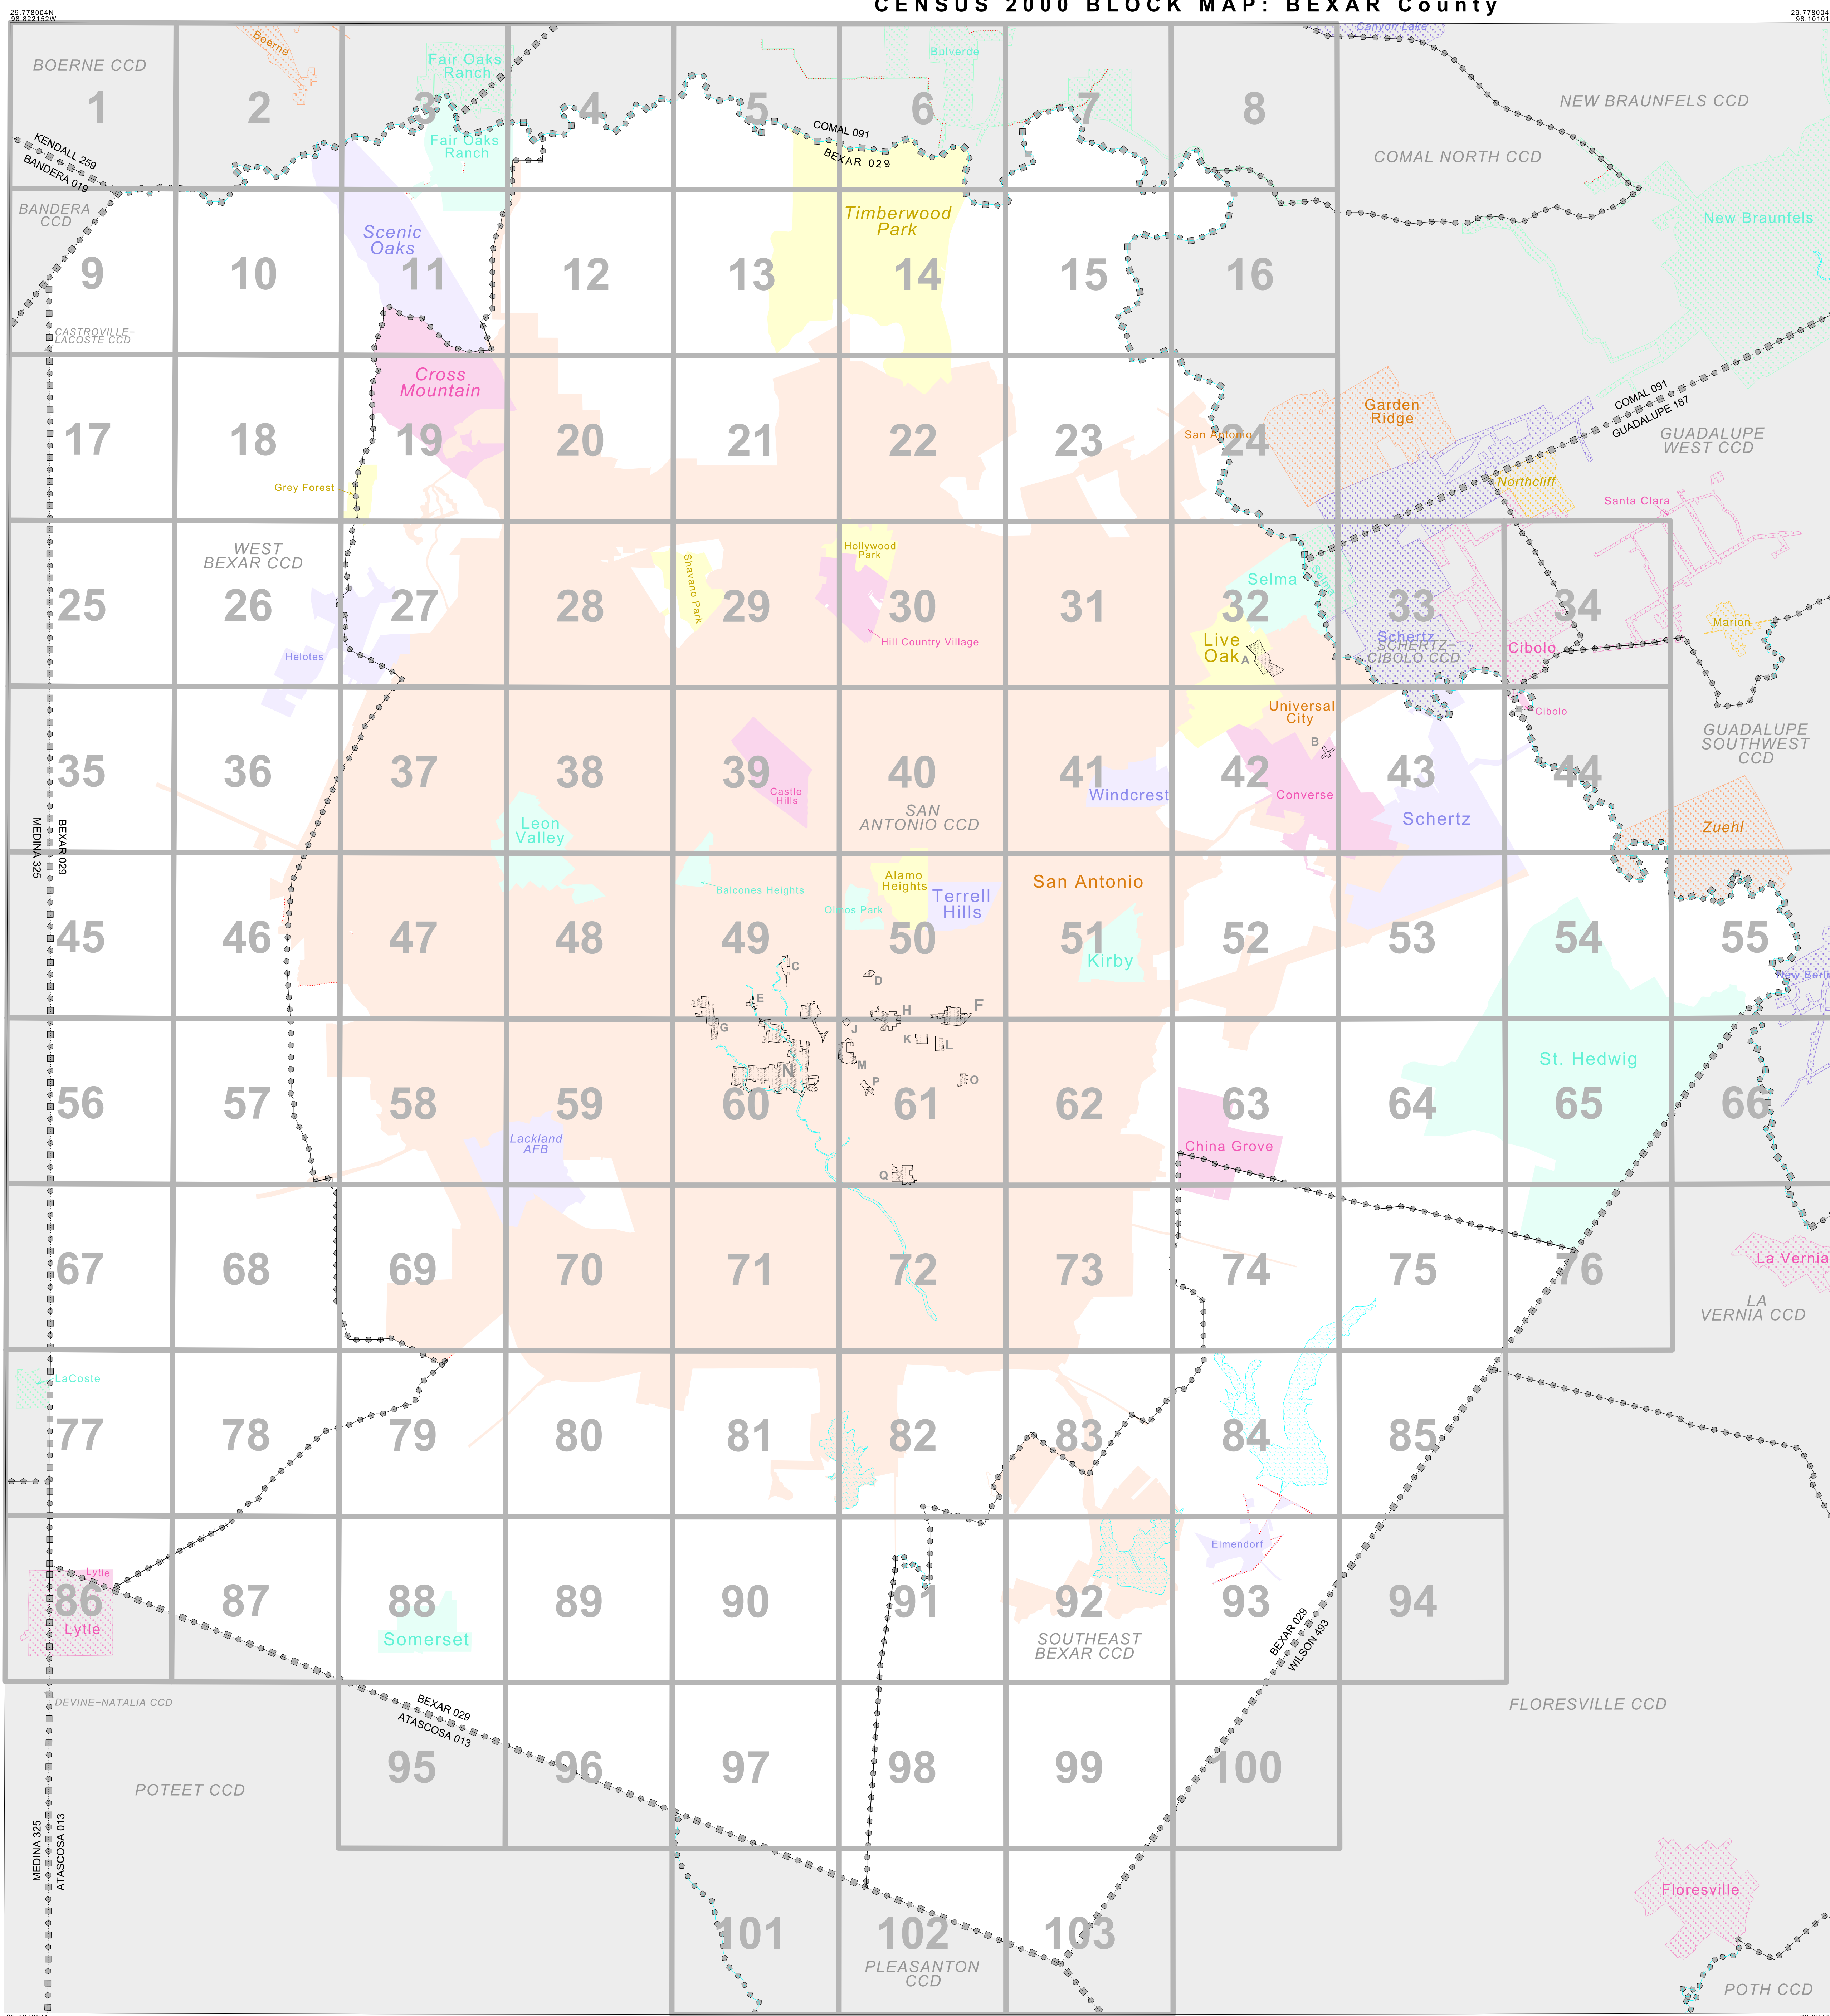 CENSUS 2000 BLOCK MAP: BEXAR County
29.778004N
98.822152W
29.778004
98.10101
BOERNE CCD
Boerne
Fair Oaks
Ranch
Bulverde
Canyon Lake
NEW BRAUNFELS CCD
1
2
3
4
5
6
7
8
KENDALL 259
BANDERA 019
Fair Oaks
Ranch
COMAL 091
BEXAR 029
COMAL NORTH CCD
BANDERA
CCD
Scenic
Oaks
Timberwood
Park
New Braunfels
9
10
11
12
13
14
15
16
CASTROVILLE-
LACOSTE CCD
Cross
Mountain
Garden
Ridge
COMAL 091
GUADALUPE 187
GUADALUPE
WEST CCD
17
18
19
20
21
22
23
24
San Antonio
Grey Forest
Northcliff
Santa Clara
WEST
BEXAR CCD
Shavano Park
Hollywood
Park
Selma
Selma
25
26
27
28
29
30
31
32
33
34
Helotes
Hill Country Village
Live
Oak
A
Schertz
SCHERTZ-
CIBOLO CCD
Cibolo
Marion
Universal
City
Cibolo
B
GUADALUPE
SOUTHWEST
CCD
35
36
37
38
39
40
41
42
43
44
Castle
Hills
Windcrest
Converse
SAN
ANTONIO CCD
Leon
Valley
Schertz
Zuehl
MEDINA 325
BEXAR 029
Balcones Heights
Alamo
Heights
Terrell
Hills
San Antonio
Olmos Park
45
46
47
48
49
50
51
52
53
54
55
Kirby
C
D
E
F
G
H
I
J
K
L
M
N
O
P
Q
St. Hedwig
56
57
58
59
60
61
62
63
64
65
66
Lackland
AFB
China Grove
67
68
69
70
71
72
73
74
75
76
La Vernia
LA
VERNIA CCD
LaCoste
77
78
79
80
81
82
83
84
85
Elmendorf
Lytle
86
87
88
89
90
91
92
93
94
Lytle
Somerset
SOUTHEAST
BEXAR CCD
BEXAR 029
WILSON 493
DEVINE-NATALIA CCD
BEXAR 029
ATASCOSA 013
FLORESVILLE CCD
95
96
97
98
99
100
POTEET CCD
MEDINA 325
ATASCOSA 013
Floresville
101
102
103
PLEASANTON
CCD
POTH CCD